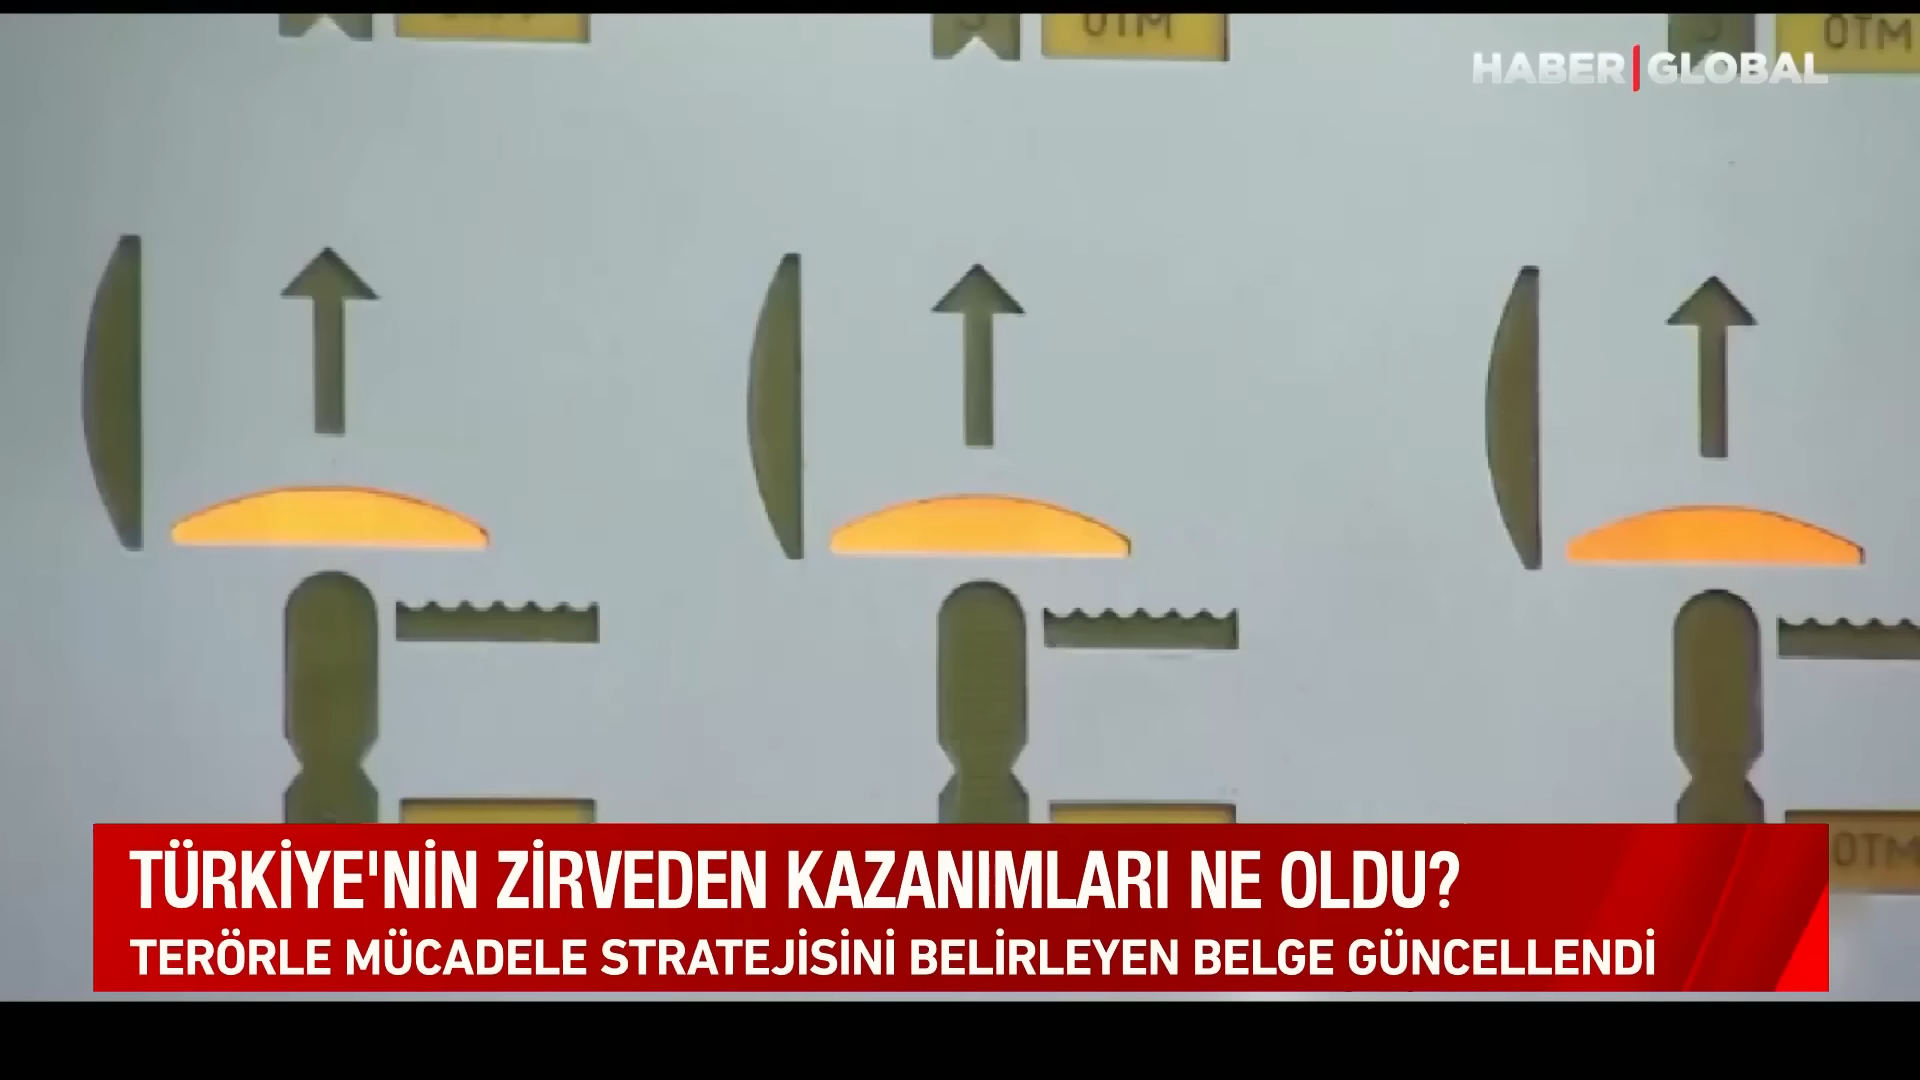 OTM
OTM
HABER GLOBAL
OTM
TÜRKİYE'NİN ZİRVEDEN KAZANIMLARI NE OLDU?
TERÖRLE MÜCADELE STRATEJİSİNİ BELİRLEYEN BELGE GÜNCELLENDİ